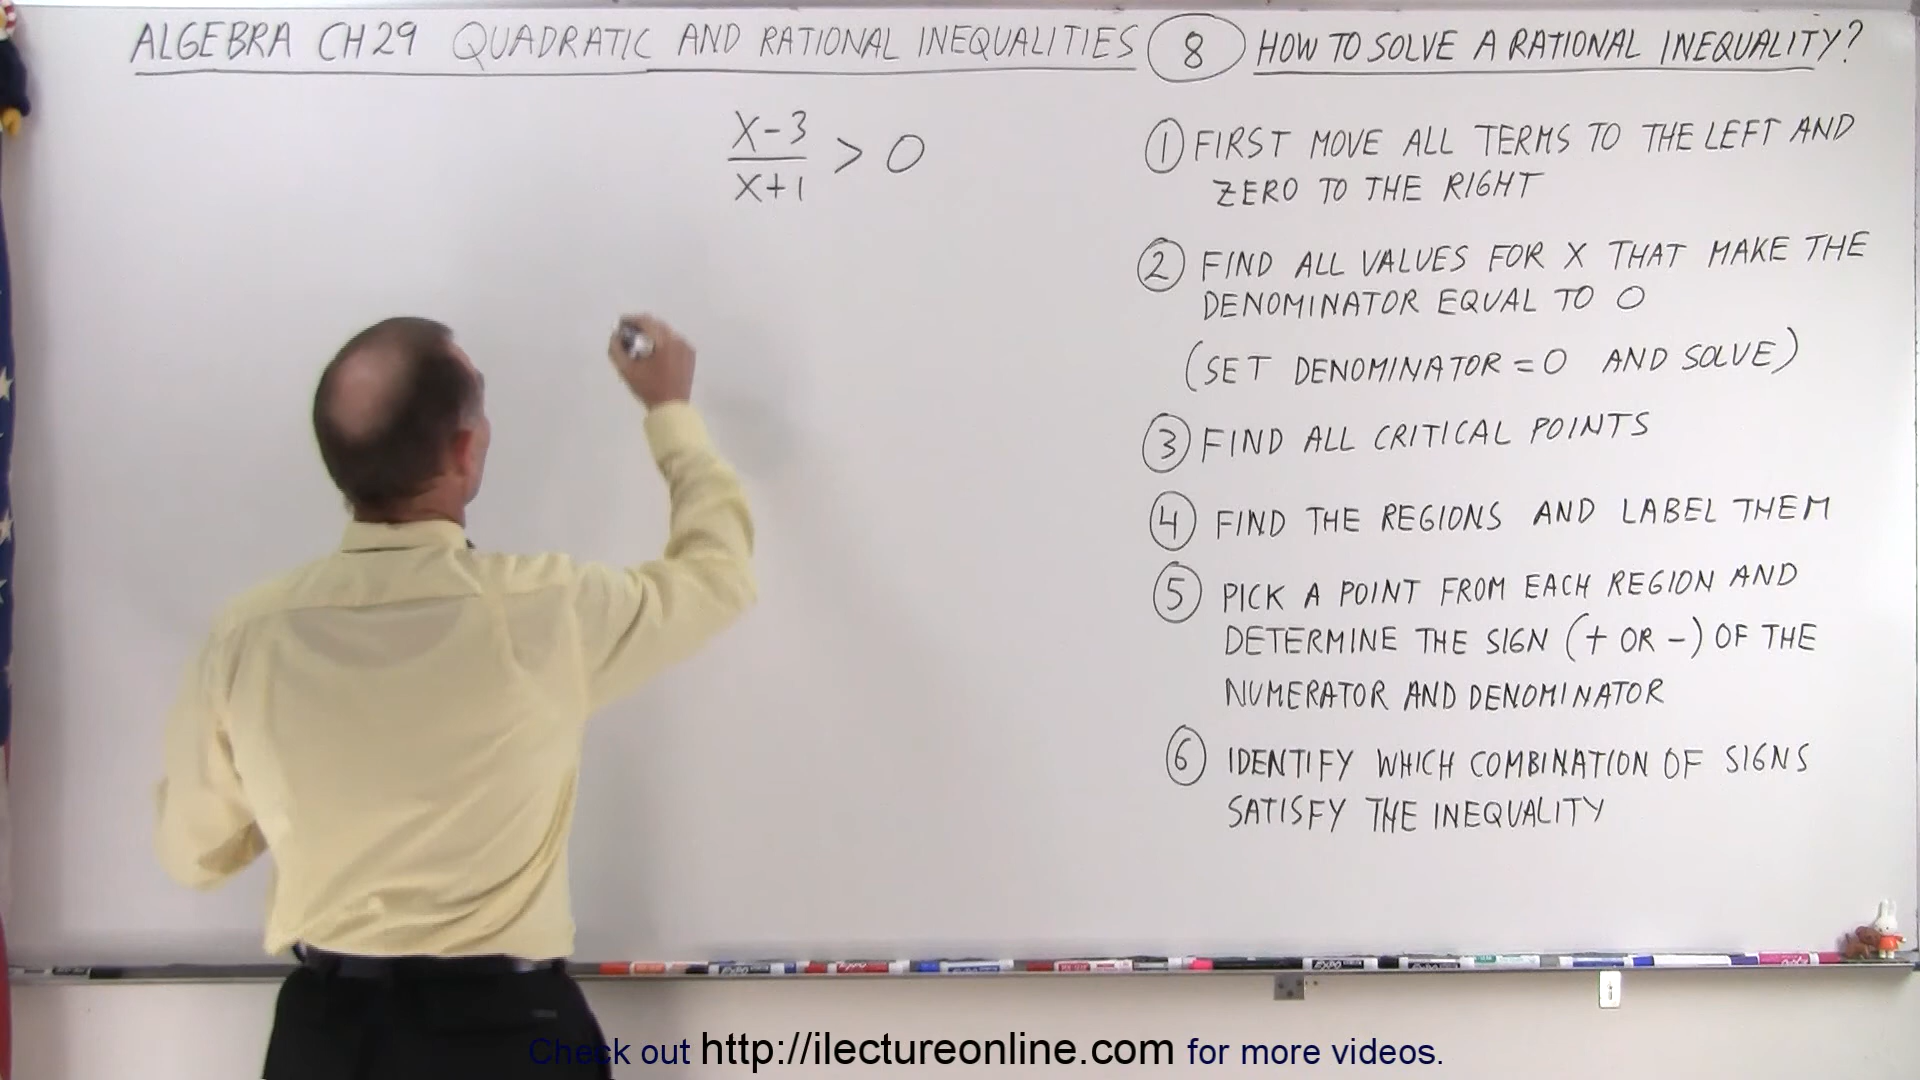 ALGEBRA CH 29 QUADRATIC AND RATIONAL INEQUALITIES
8 HOW TO SOLVE A RATIONAL INEQUALITY?
X-3
X+1 > 0
1 FIRST MOVE ALL TERMS TO THE LEFT AND
ZERO TO THE RIGHT
2 FIND ALL VALUES FOR X THAT MAKE THE
DENOMINATOR EQUAL TO 0
(SET DENOMINATOR = 0 AND SOLVE)
3 FIND ALL CRITICAL POINTS
4 FIND THE REGIONS AND LABEL THEM
5 PICK A POINT FROM EACH REGION AND
DETERMINE THE SIGN (+ OR -) OF THE
NUMERATOR AND DENOMINATOR
6 IDENTIFY WHICH COMBINATION OF SIGNS
SATISFY THE INEQUALITY
Check out http://ilectureonline.com for more videos.